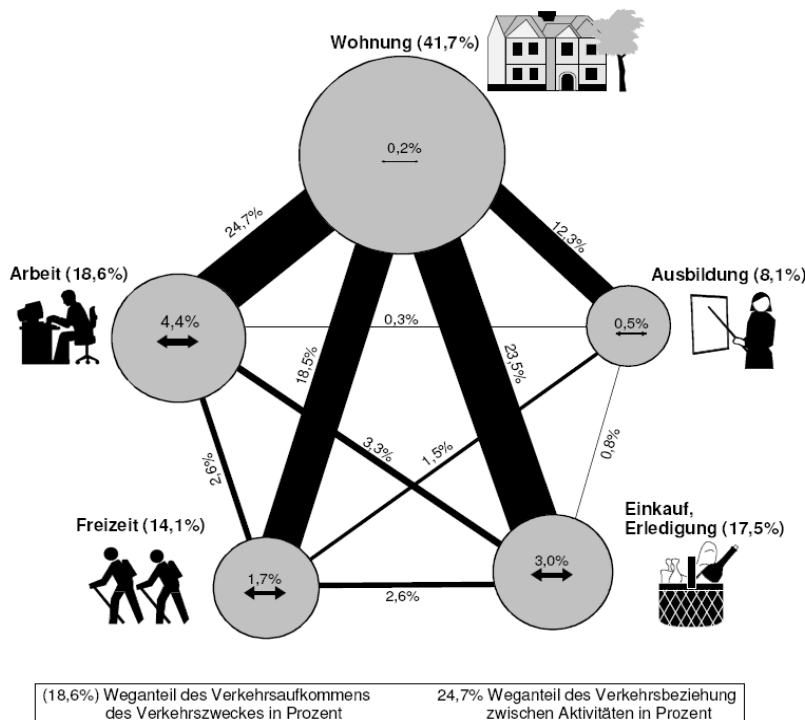 Wohnung (41,7%)
0,2%
24,7%
12,3%
Arbeit (18,6%)
Ausbildung (8,1%)
4,4%
0,3%
0,5%
18,5%
23,5%
3,3%
1,5%
0,8%
2,6%
Freizeit (14,1%)
Einkauf,
Erledigung (17,5%)
1,7%
3,0%
2,6%
(18,6%) Weganteil des Verkehrsaufkommens
des Verkehrszweckes in Prozent
24,7% Weganteil des Verkehrsbeziehung
zwischen Aktivitäten in Prozent